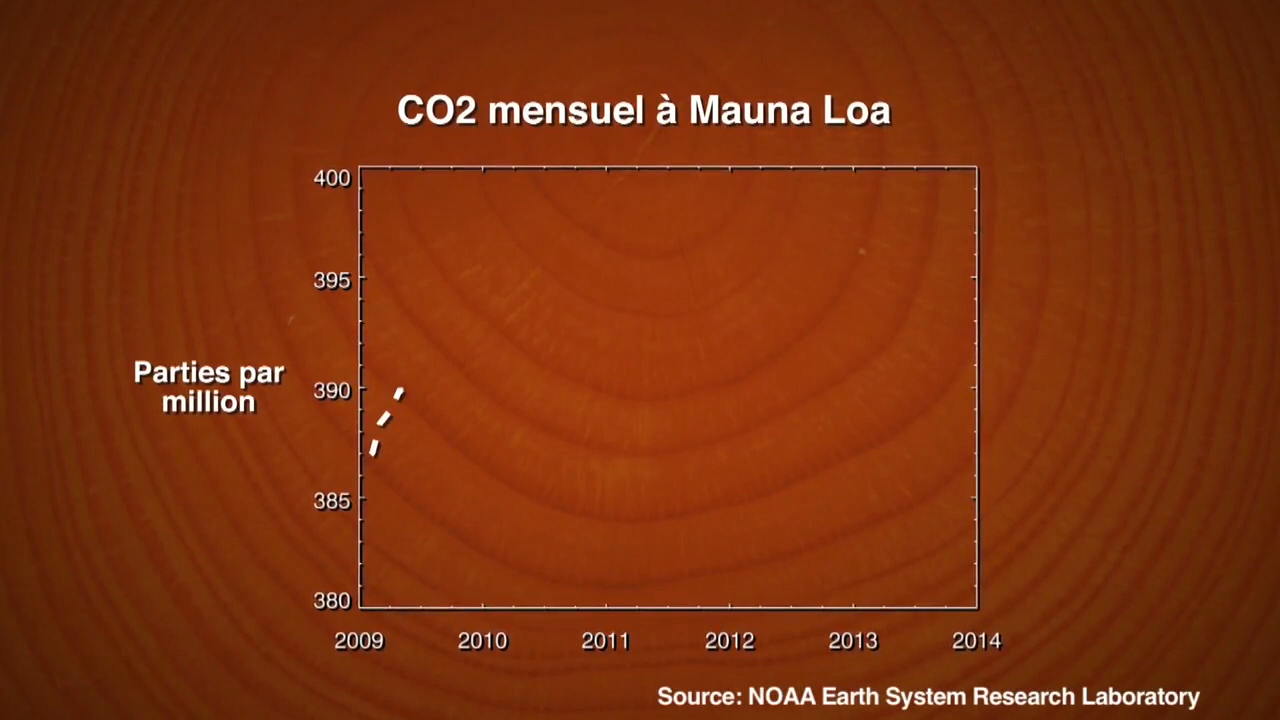 CO2 mensuel à Mauna Loa
400
395
Parties par
million
390
385
380
2009 2010 2011 2012 2013 2014
Source: NOAA Earth System Research Laboratory